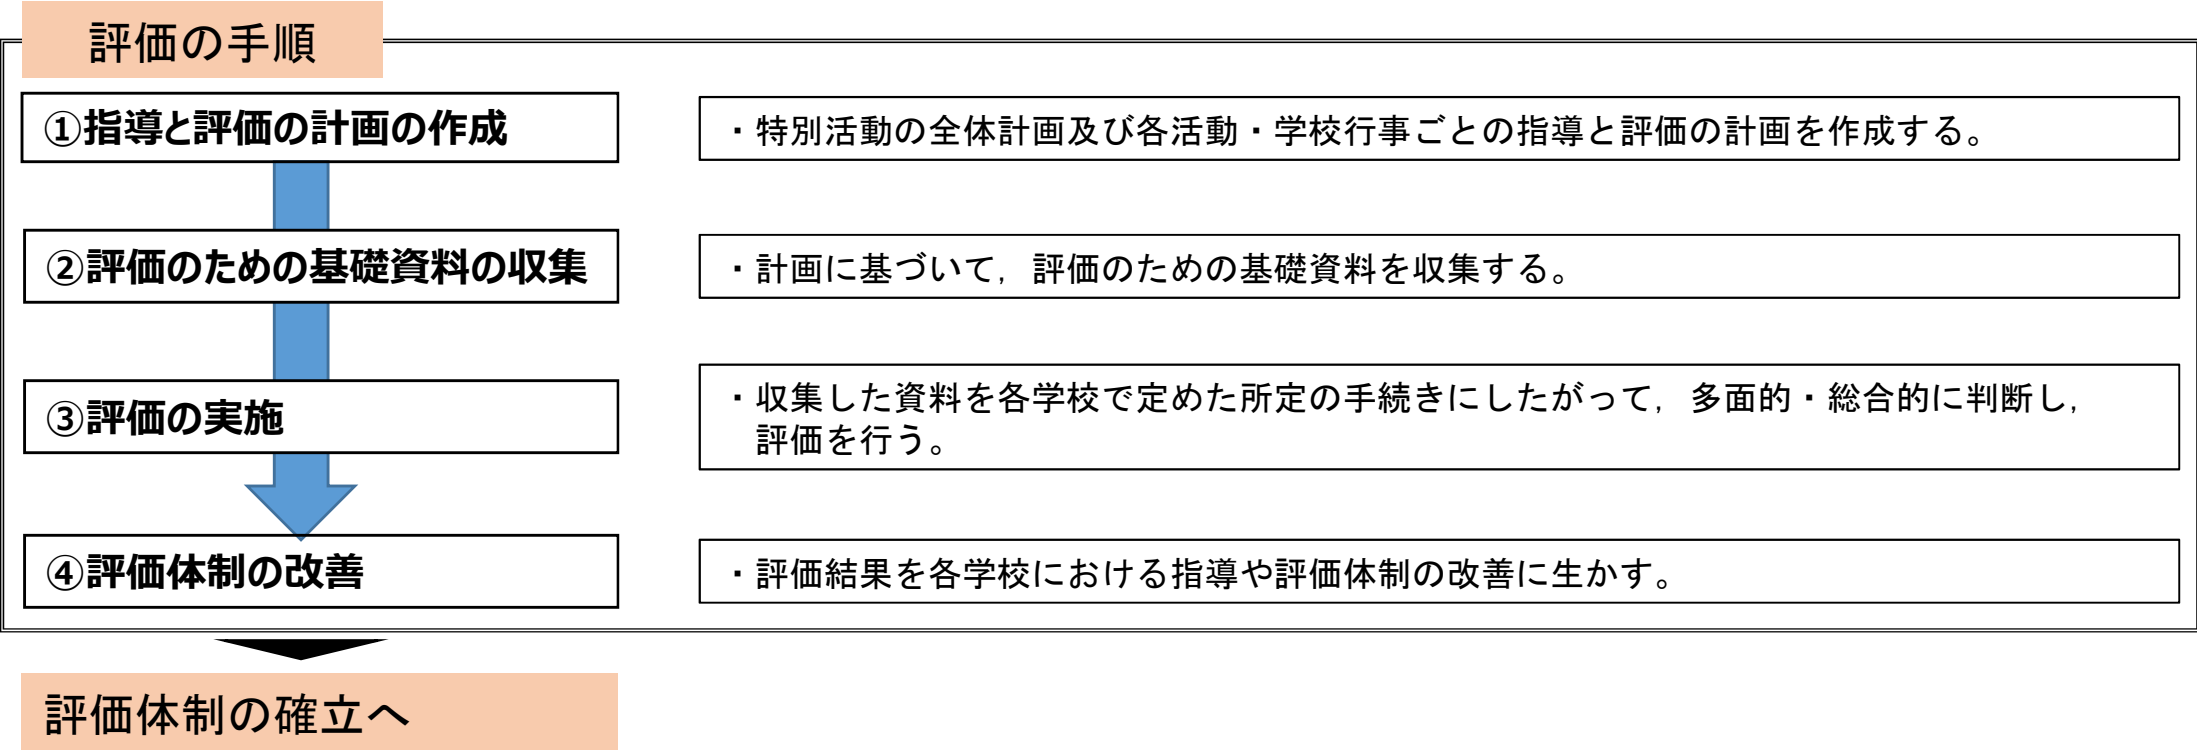 評価の手順
①指導と評価の計画の作成
・特別活動の全体計画及び各活動・学校行事ごとの指導と評価の計画を作成する。
②評価のための基礎資料の収集
・計画に基づいて，評価のための基礎資料を収集する。
③評価の実施
・収集した資料を各学校で定めた所定の手続きにしたがって，多面的・総合的に判断し，
評価を行う。
④評価体制の改善
・評価結果を各学校における指導や評価体制の改善に生かす。
評価体制の確立へ